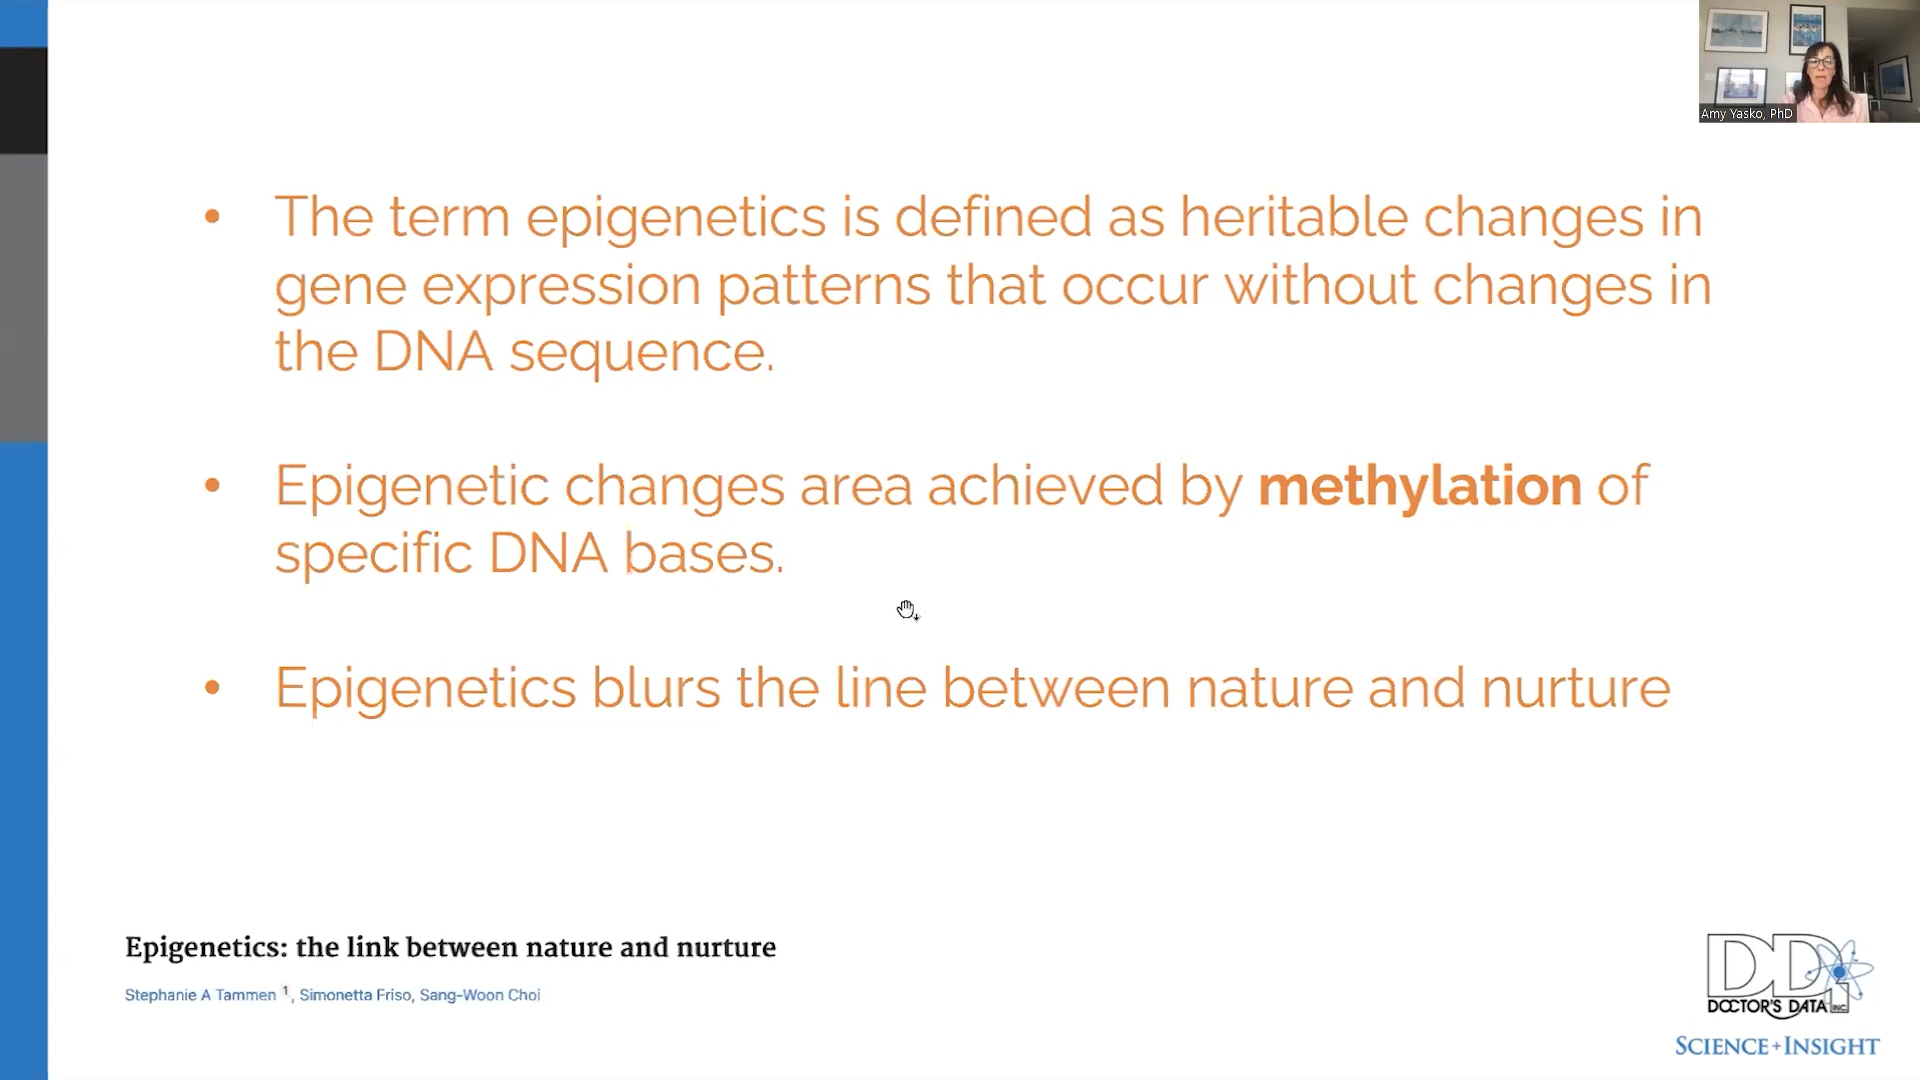 Amy Yasko, PhD
• The term epigenetics is defined as heritable changes in
gene expression patterns that occur without changes in
the DNA sequence.
• Epigenetic changes area achieved by methylation of
specific DNA bases.
• Epigenetics blurs the line between nature and nurture
Epigenetics: the link between nature and nurture
Stephanie A Tammen 1, Simonetta Friso, Sang-Woon Choi
DDI
DOCTOR'S DATA INC.
SCIENCE+INSIGHT